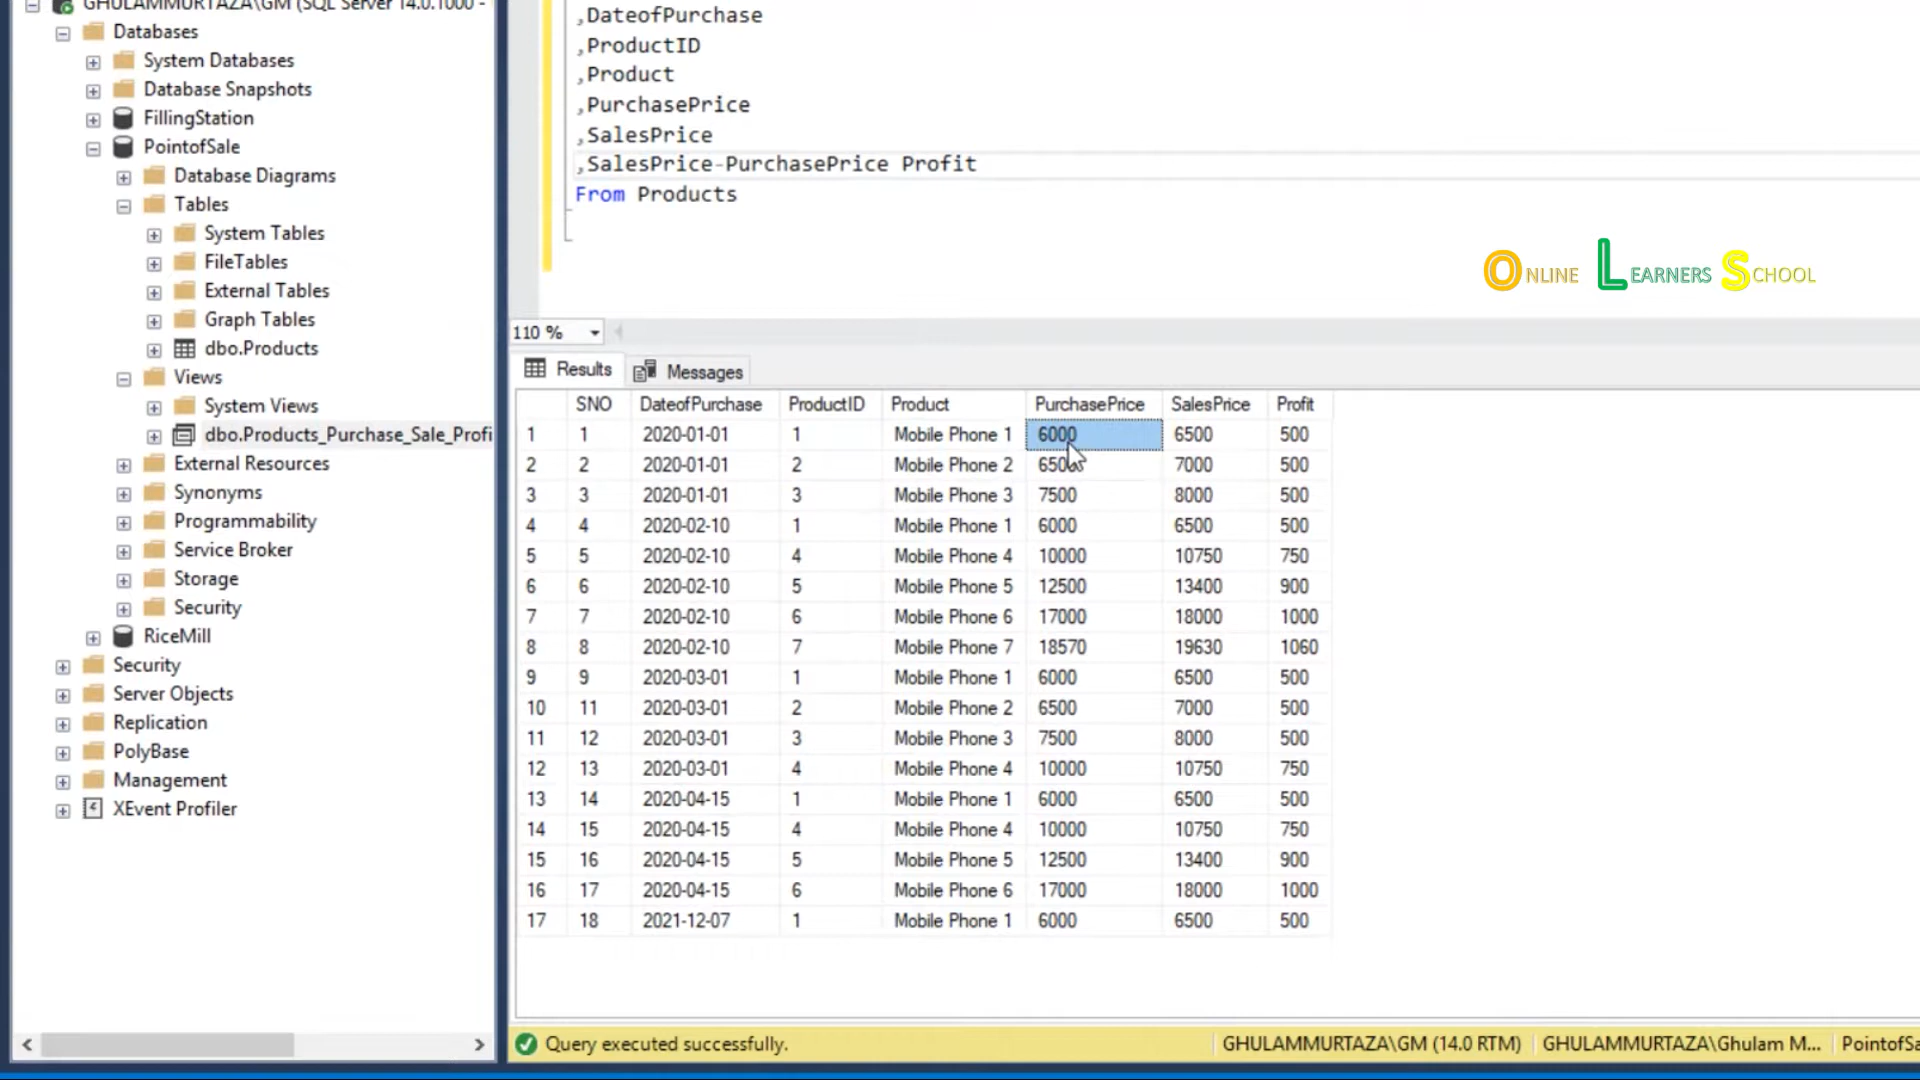 GHULAMMURTAZA\GM (SQL Server 14.0.1000 -
Databases
System Databases
Database Snapshots
FillingStation
PointofSale
Database Diagrams
Tables
System Tables
FileTables
External Tables
Graph Tables
dbo.Products
Views
System Views
dbo.Products_Purchase_Sale_Profi
External Resources
Synonyms
Programmability
Service Broker
Storage
Security
RiceMill
Security
Server Objects
Replication
PolyBase
Management
XEvent Profiler
,DateofPurchase
,ProductID
,Product
,PurchasePrice
,SalesPrice
,SalesPrice-PurchasePrice Profit
From Products
ONLINE LEARNERS SCHOOL
110 %
Results Messages
SNO DateofPurchase ProductID Product PurchasePrice SalesPrice Profit
1 1 2020-01-01 1 Mobile Phone 1 6000 6500 500
2 2 2020-01-01 2 Mobile Phone 2 6500 7000 500
3 3 2020-01-01 3 Mobile Phone 3 7500 8000 500
4 4 2020-02-10 1 Mobile Phone 1 6000 6500 500
5 5 2020-02-10 4 Mobile Phone 4 10000 10750 750
6 6 2020-02-10 5 Mobile Phone 5 12500 13400 900
7 7 2020-02-10 6 Mobile Phone 6 17000 18000 1000
8 8 2020-02-10 7 Mobile Phone 7 18570 19630 1060
9 9 2020-03-01 1 Mobile Phone 1 6000 6500 500
10 11 2020-03-01 2 Mobile Phone 2 6500 7000 500
11 12 2020-03-01 3 Mobile Phone 3 7500 8000 500
12 13 2020-03-01 4 Mobile Phone 4 10000 10750 750
13 14 2020-04-15 1 Mobile Phone 1 6000 6500 500
14 15 2020-04-15 4 Mobile Phone 4 10000 10750 750
15 16 2020-04-15 5 Mobile Phone 5 12500 13400 900
16 17 2020-04-15 6 Mobile Phone 6 17000 18000 1000
17 18 2021-12-07 1 Mobile Phone 1 6000 6500 500
Query executed successfully. GHULAMMURTAZA\GM (14.0 RTM) GHULAMMURTAZA\Ghulam M... PointofSa